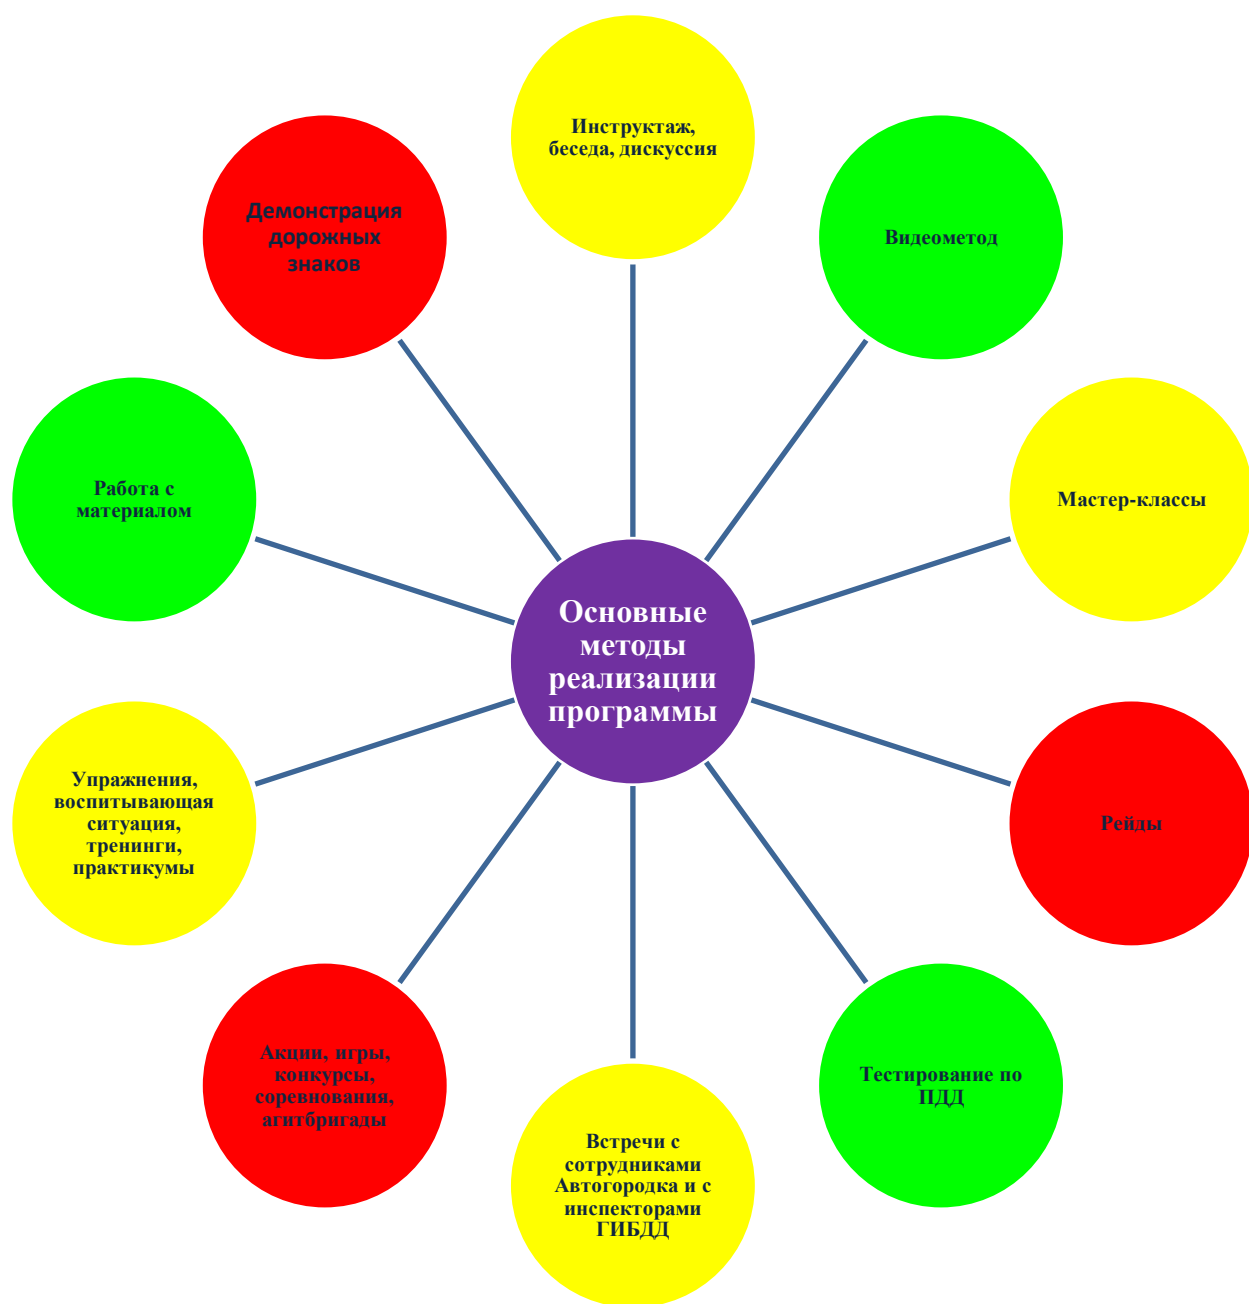 Инструктаж,
беседа, дискуссия
Видеометод
Мастер-классы
Рейды
Тестирование по
ПДД
Встречи с
сотрудниками
Автогородка и с
инспекторами
ГИБДД
Акции, игры,
конкурсы,
соревнования,
агитбригады
Упражнения,
воспитывающая
ситуация,
тренинги,
практикумы
Работа с
материалом
Демонстрация
дорожных
знаков
Основные
методы
реализации
программы